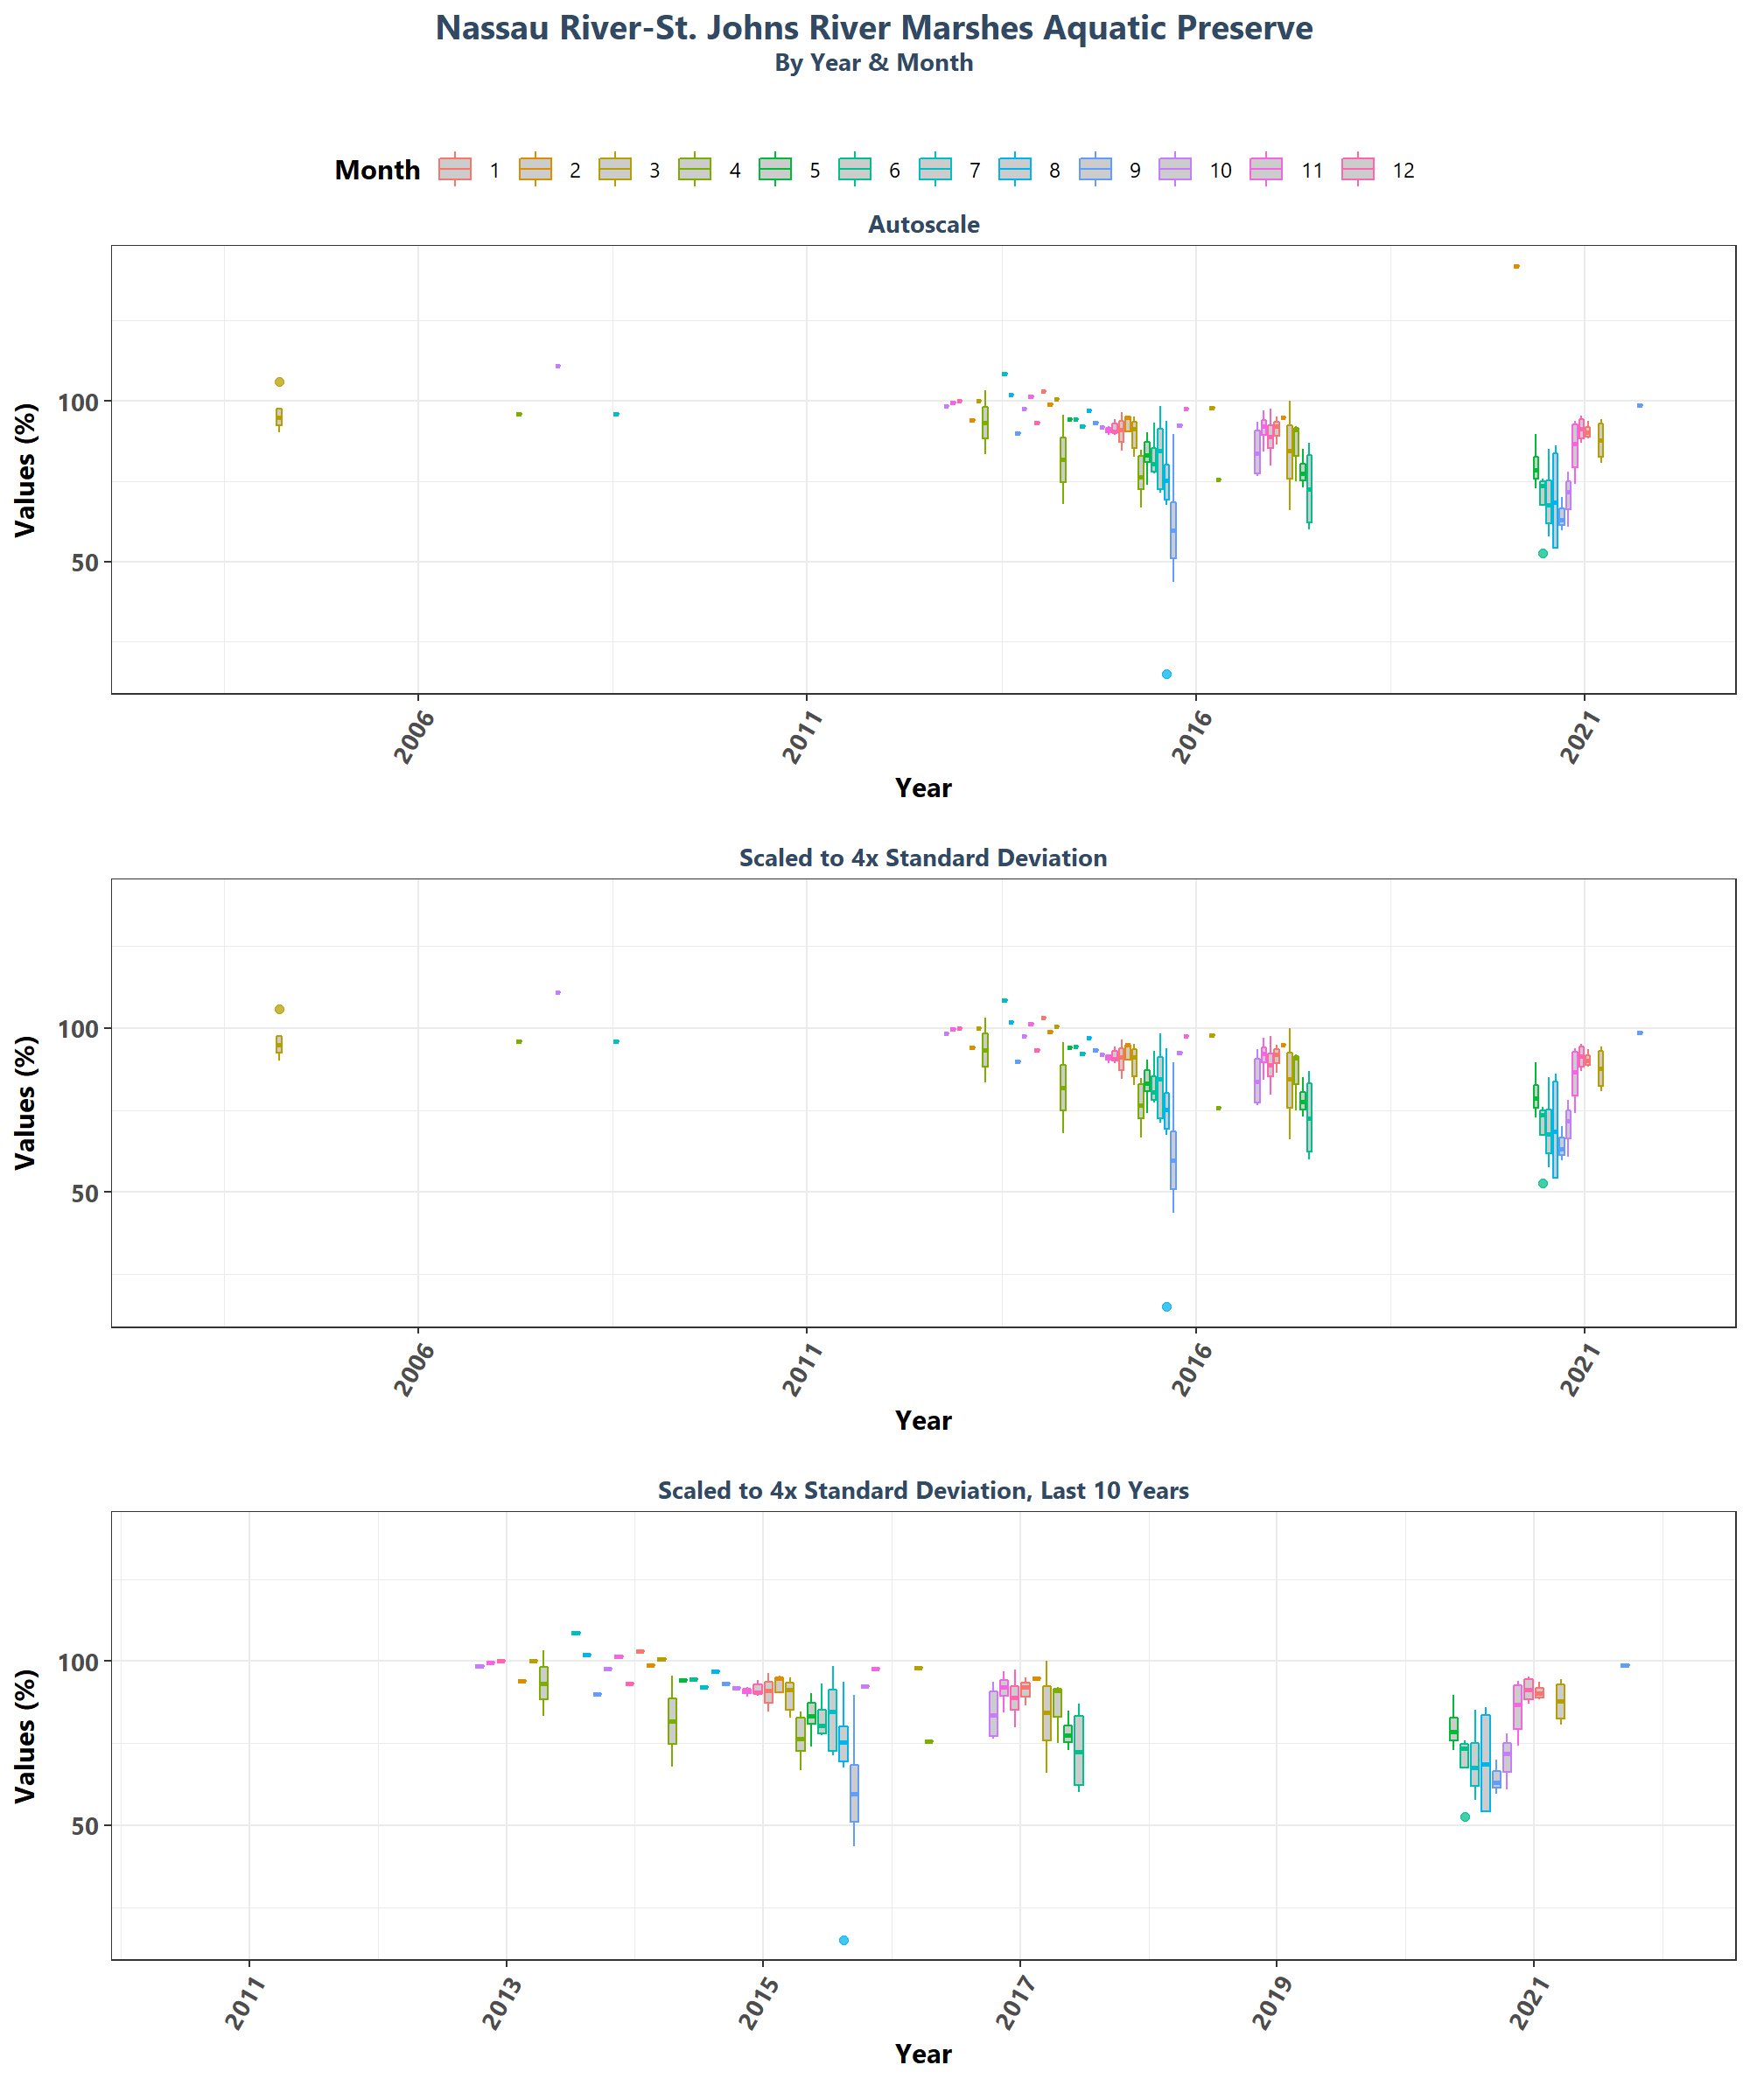 Nassau River-St. Johns River Marshes Aquatic Preserve
By Year & Month
Month 1 2 3 4 5 6 7 8 9 10 11 12
Autoscale
Values (%)
100
50
2006 2011 2016 2021
Year
Scaled to 4x Standard Deviation
Values (%)
100
50
2006 2011 2016 2021
Year
Scaled to 4x Standard Deviation, Last 10 Years
Values (%)
100
50
2011 2013 2015 2017 2019 2021
Year